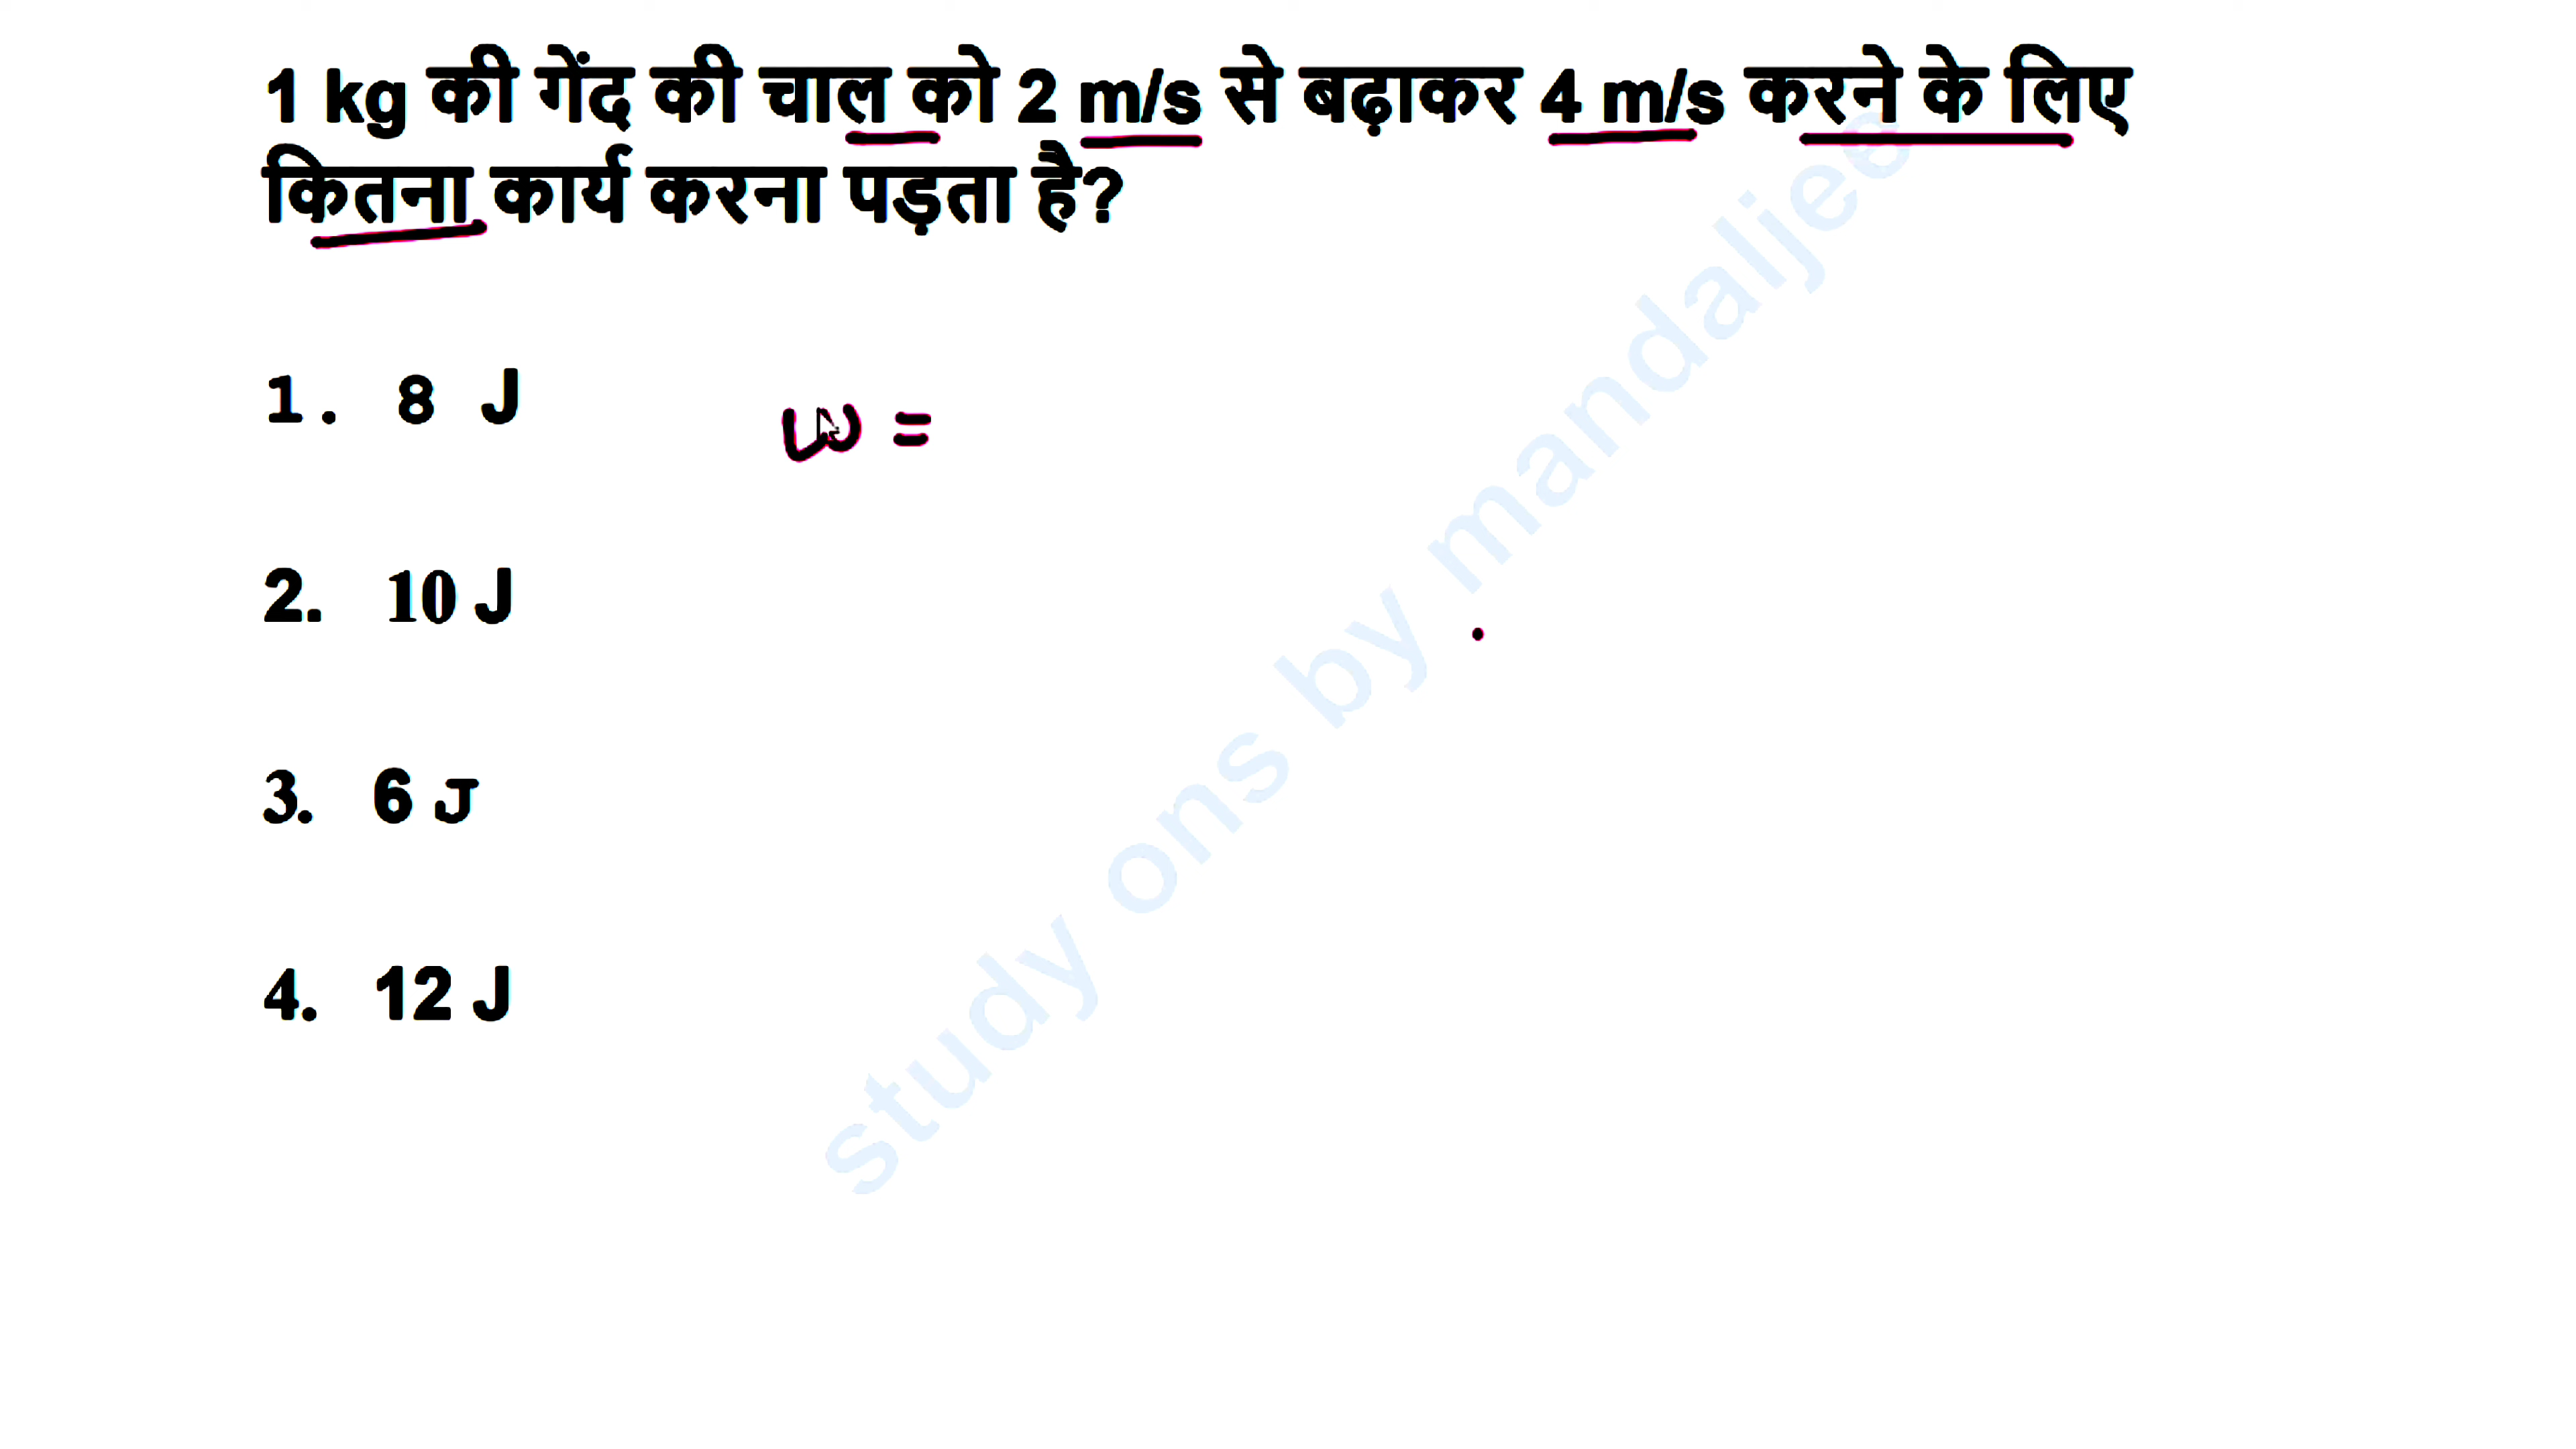 1 kg की गेंद की चाल को 2 m/s से बढ़ाकर 4 m/s करने के लिए
कितना कार्य करना पड़ता है?
1. 8 J
w =
2. 10 J
3. 6 J
4. 12 J
study ons by mandaljee